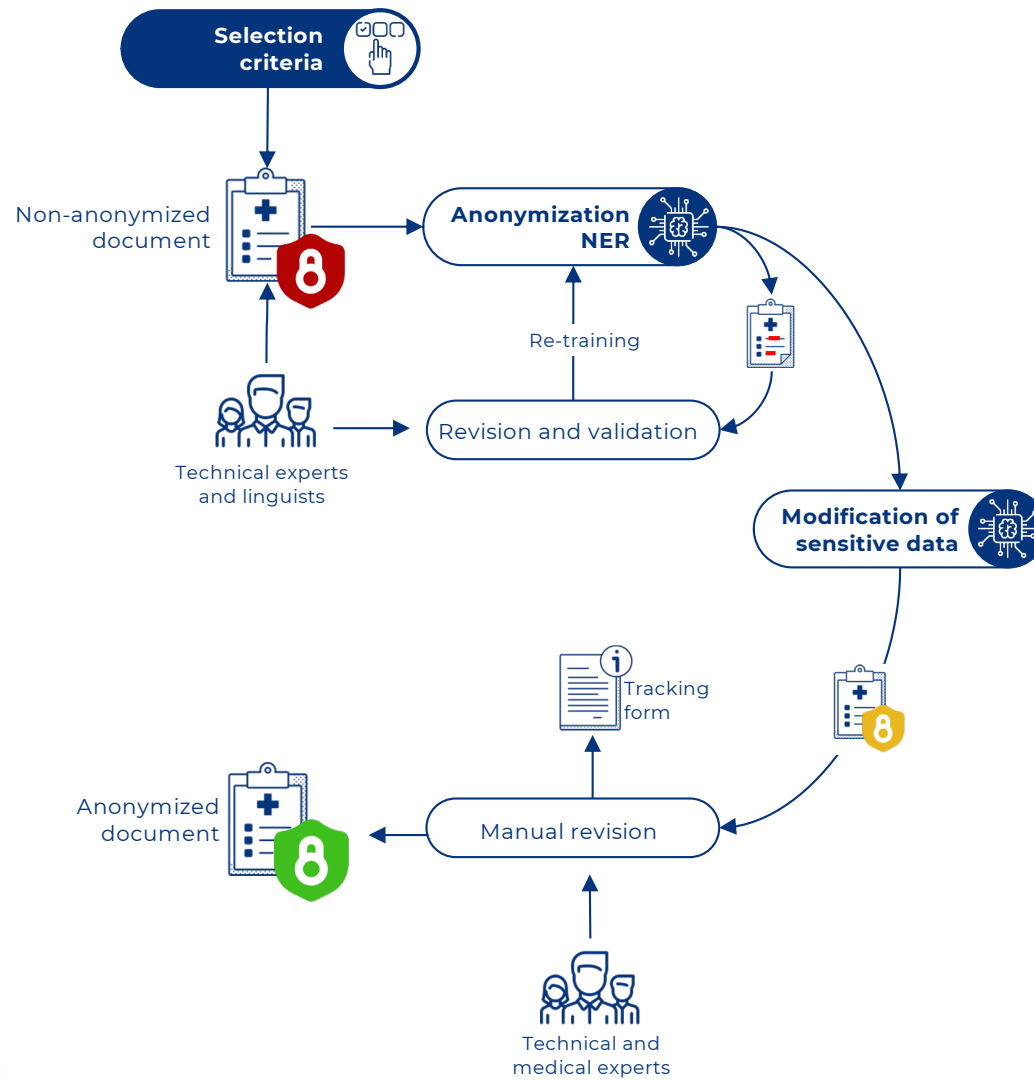 Selection
criteria
Non-anonymized
document
Anonymization
NER
Re-training
Revision and validation
Technical experts
and linguists
Modification of
sensitive data
Tracking
form
Anonymized
document
Manual revision
Technical and
medical experts